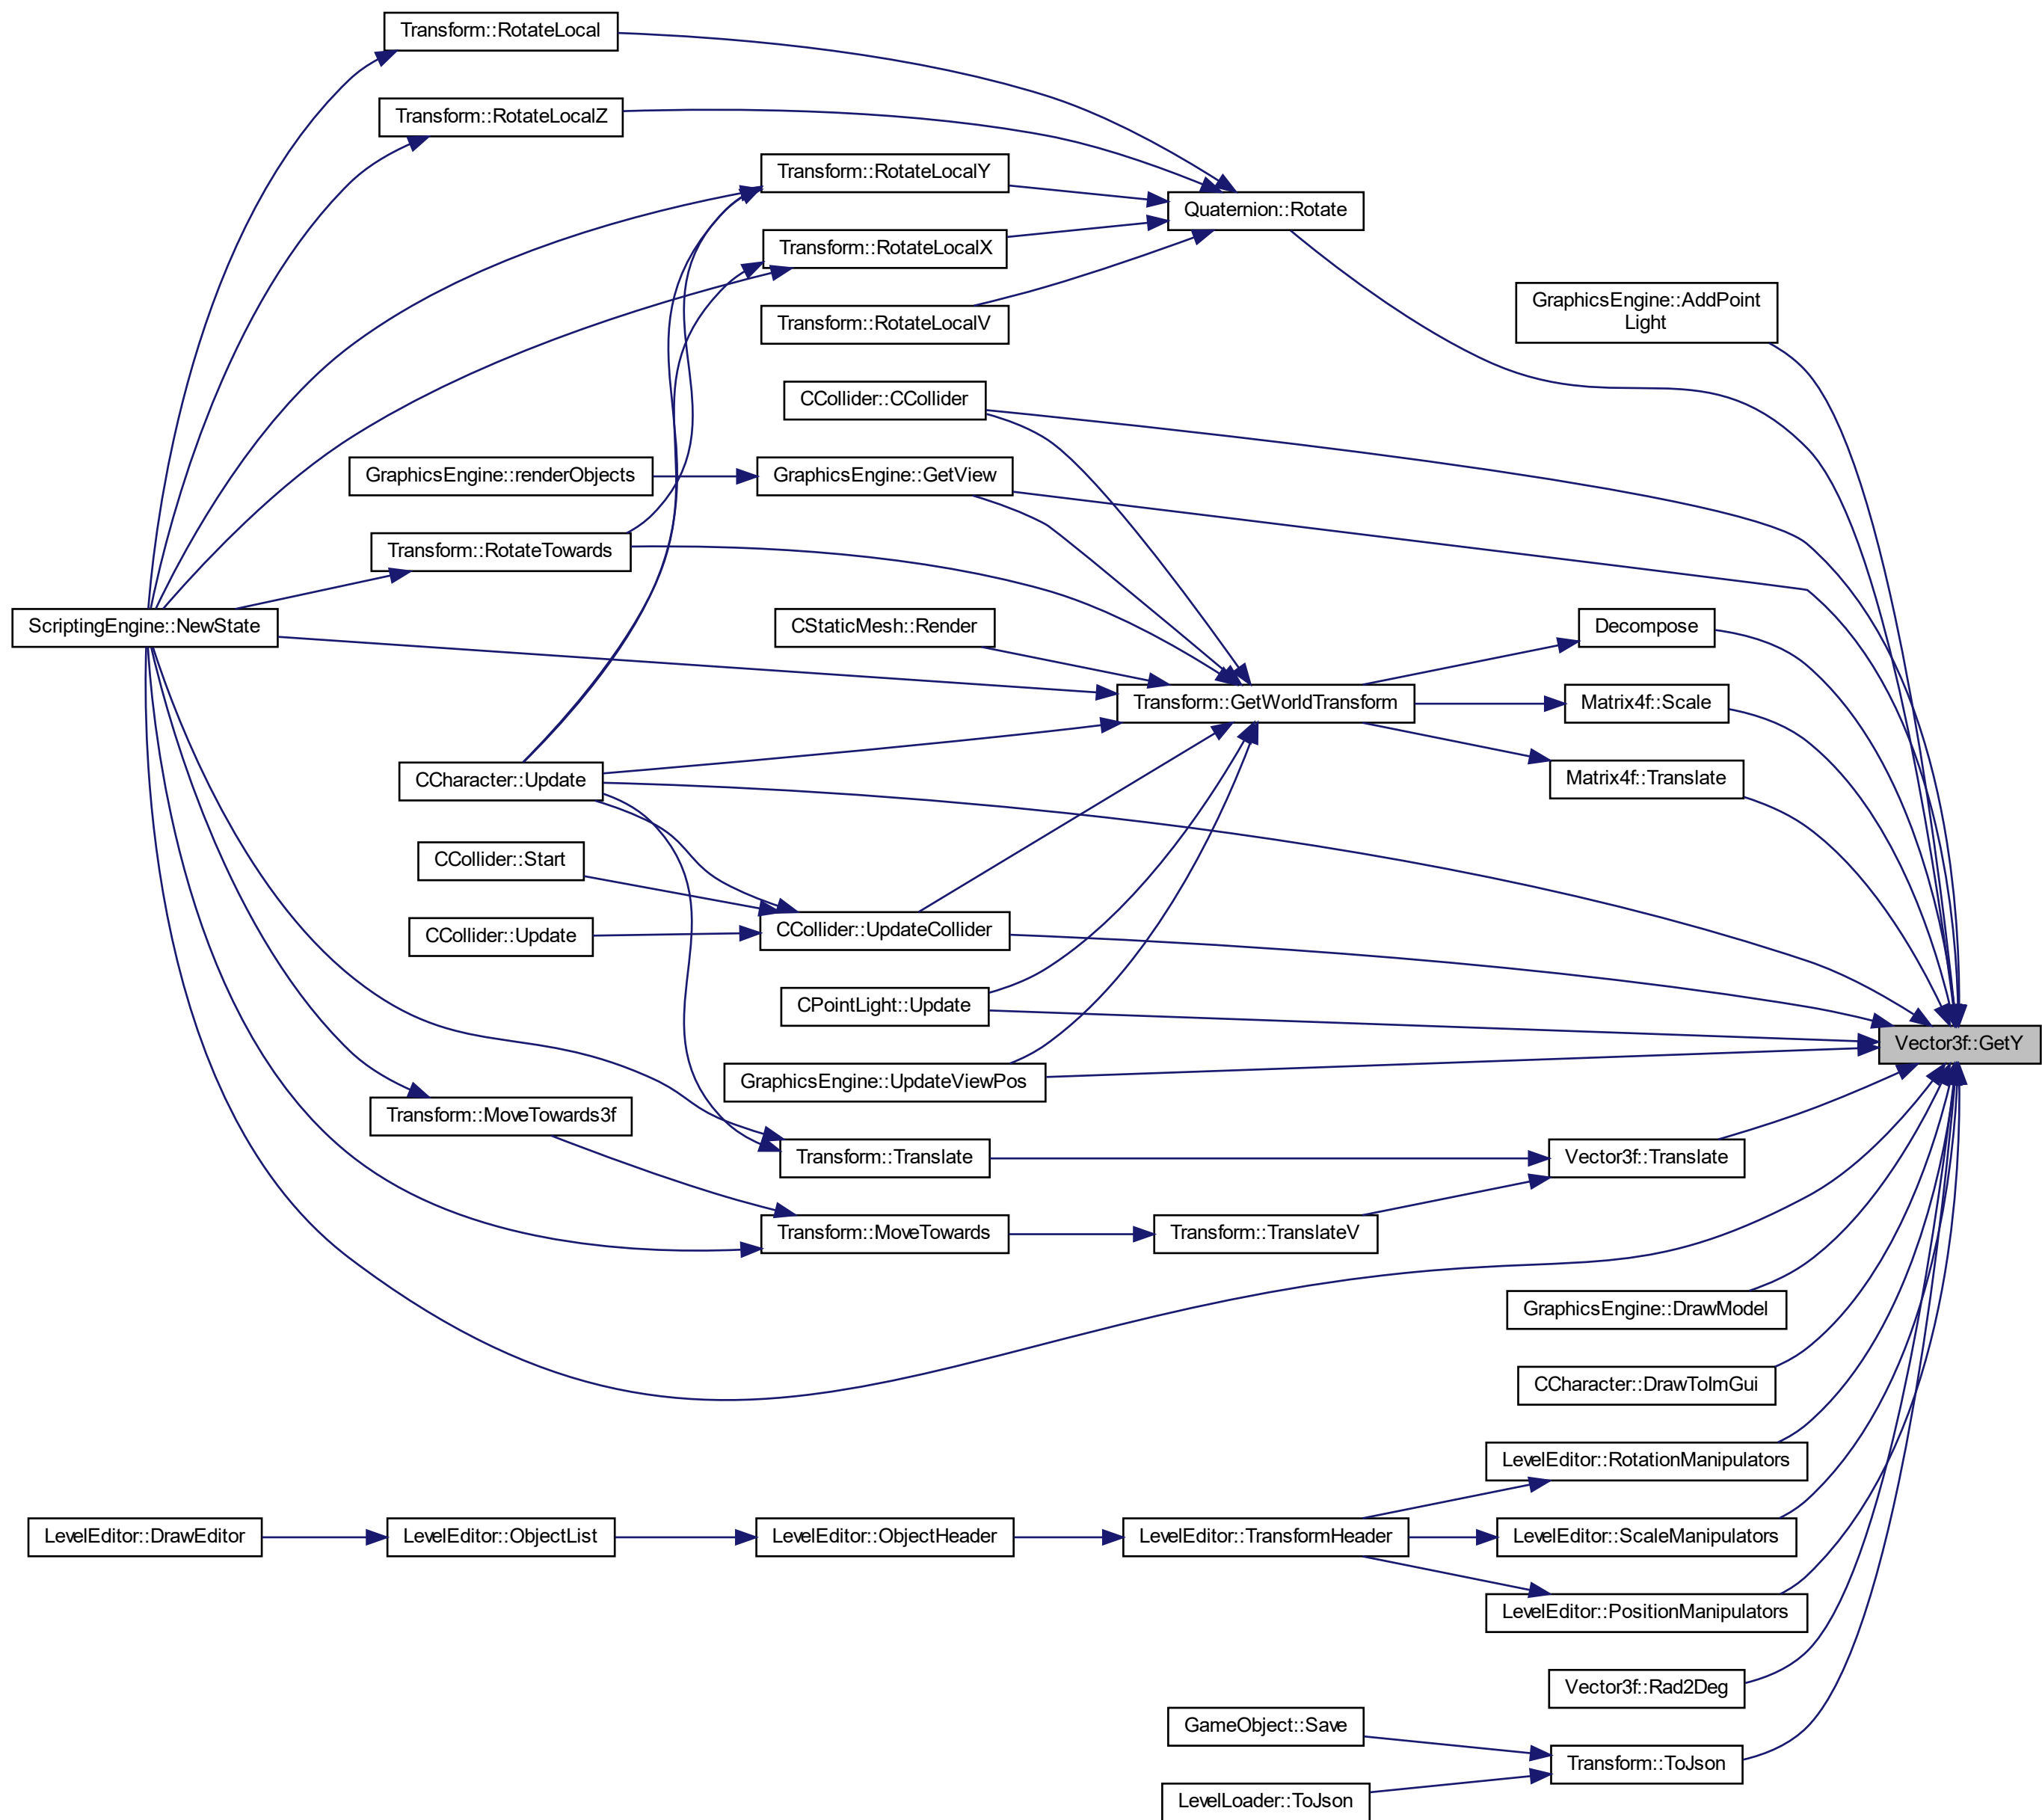 Transform::RotateLocal
Transform::RotateLocalZ
Transform::RotateLocalY
Quaternion::Rotate
Transform::RotateLocalX
GraphicsEngine::AddPoint
Light
Transform::RotateLocalV
CCollider::CCollider
GraphicsEngine::renderObjects
GraphicsEngine::GetView
Transform::RotateTowards
ScriptingEngine::NewState
CStaticMesh::Render
Decompose
Transform::GetWorldTransform
Matrix4f::Scale
CCharacter::Update
Matrix4f::Translate
CCollider::Start
CCollider::Update
CCollider::UpdateCollider
CPointLight::Update
Vector3f::GetY
GraphicsEngine::UpdateViewPos
Transform::MoveTowards3f
Transform::Translate
Vector3f::Translate
Transform::MoveTowards
Transform::TranslateV
GraphicsEngine::DrawModel
CCharacter::DrawToImGui
LevelEditor::RotationManipulators
LevelEditor::DrawEditor
LevelEditor::ObjectList
LevelEditor::ObjectHeader
LevelEditor::TransformHeader
LevelEditor::ScaleManipulators
LevelEditor::PositionManipulators
Vector3f::Rad2Deg
GameObject::Save
Transform::ToJson
LevelLoader::ToJson